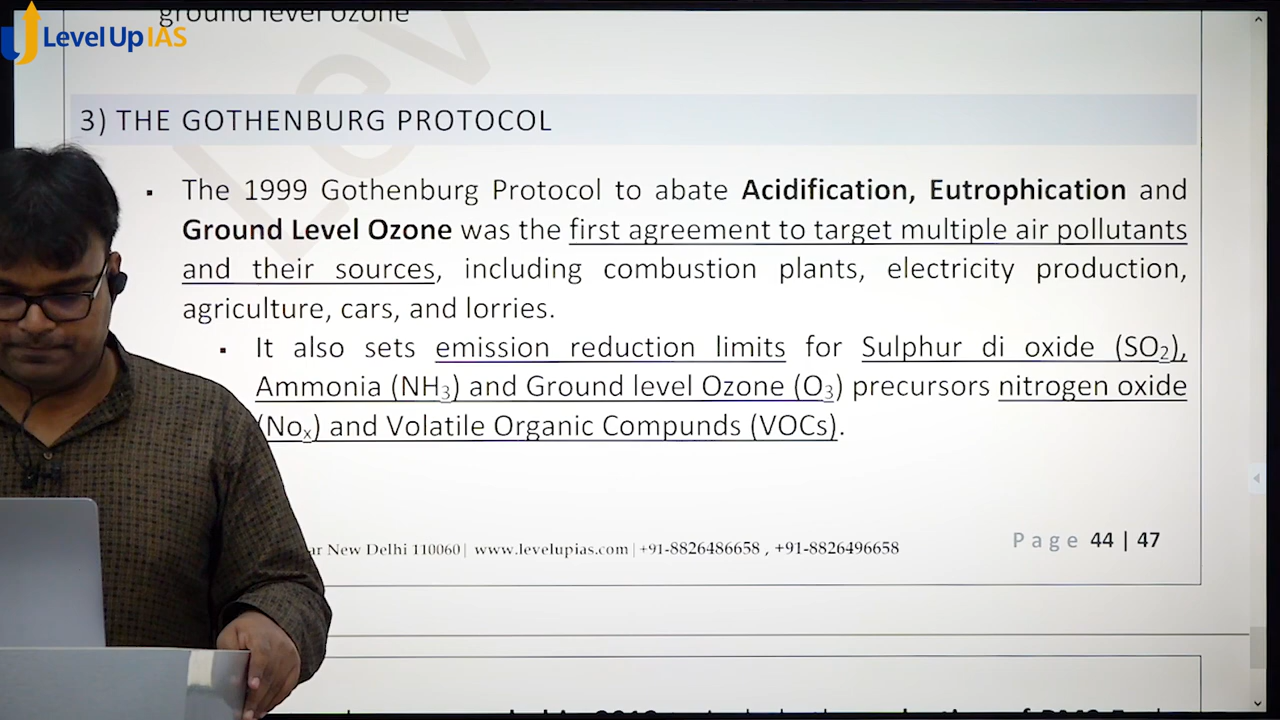 ground level ozone
Level Up IAS
3) THE GOTHENBURG PROTOCOL
▪ The 1999 Gothenburg Protocol to abate Acidification, Eutrophication and
Ground Level Ozone was the first agreement to target multiple air pollutants
and their sources, including combustion plants, electricity production,
agriculture, cars, and lorries.
▪ It also sets emission reduction limits for Sulphur di oxide (SO₂),
Ammonia (NH₃) and Ground level Ozone (O₃) precursors nitrogen oxide
(Noₓ) and Volatile Organic Compunds (VOCs).
New Delhi 110060| www.levelupias.com | +91-8826486658 , +91-8826496658
Page 44 | 47